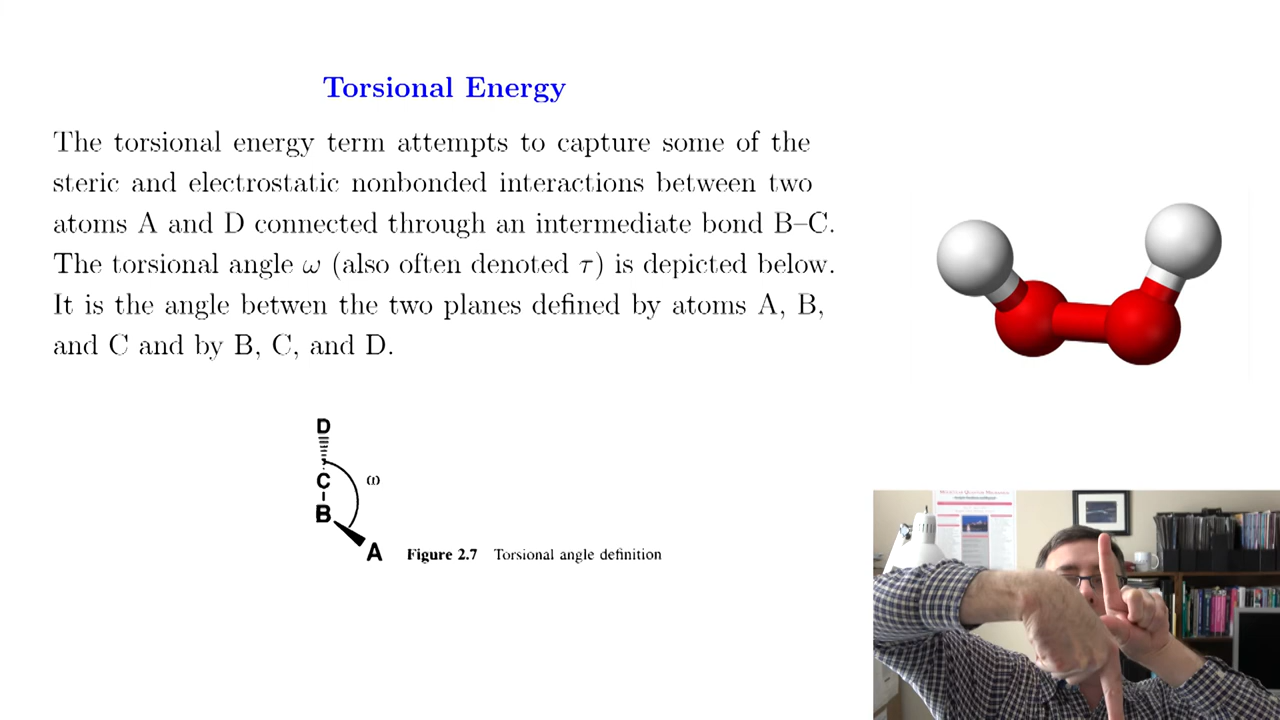 Torsional Energy
The torsional energy term attempts to capture some of the
steric and electrostatic nonbonded interactions between two
atoms A and D connected through an intermediate bond B–C.
The torsional angle ω (also often denoted τ) is depicted below.
It is the angle betwen the two planes defined by atoms A, B,
and C and by B, C, and D.
D
C
ω
B
A
Figure 2.7 Torsional angle definition